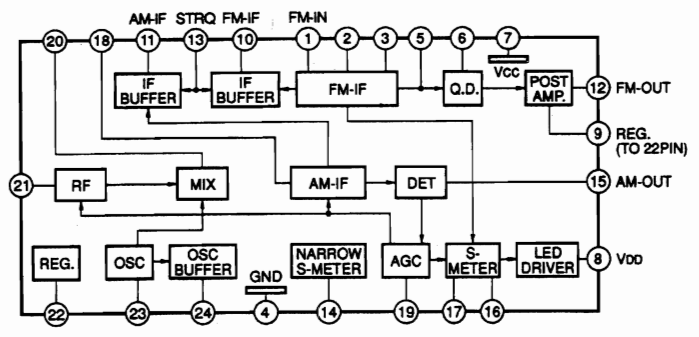 AM-IF STRQ FM-IF FM-IN
20 18 11 13 10 1 2 3 5 6 7
VCC
IF BUFFER
IF BUFFER
FM-IF
Q.D.
POST AMP.
12 FM-OUT
9 REG. (TO 22PIN)
21
RF
MIX
AM-IF
DET
15 AM-OUT
REG.
OSC
OSC BUFFER
GND
NARROW S-METER
AGC
S-METER
LED DRIVER
8 VDD
22 23 24 4 14 19 17 16